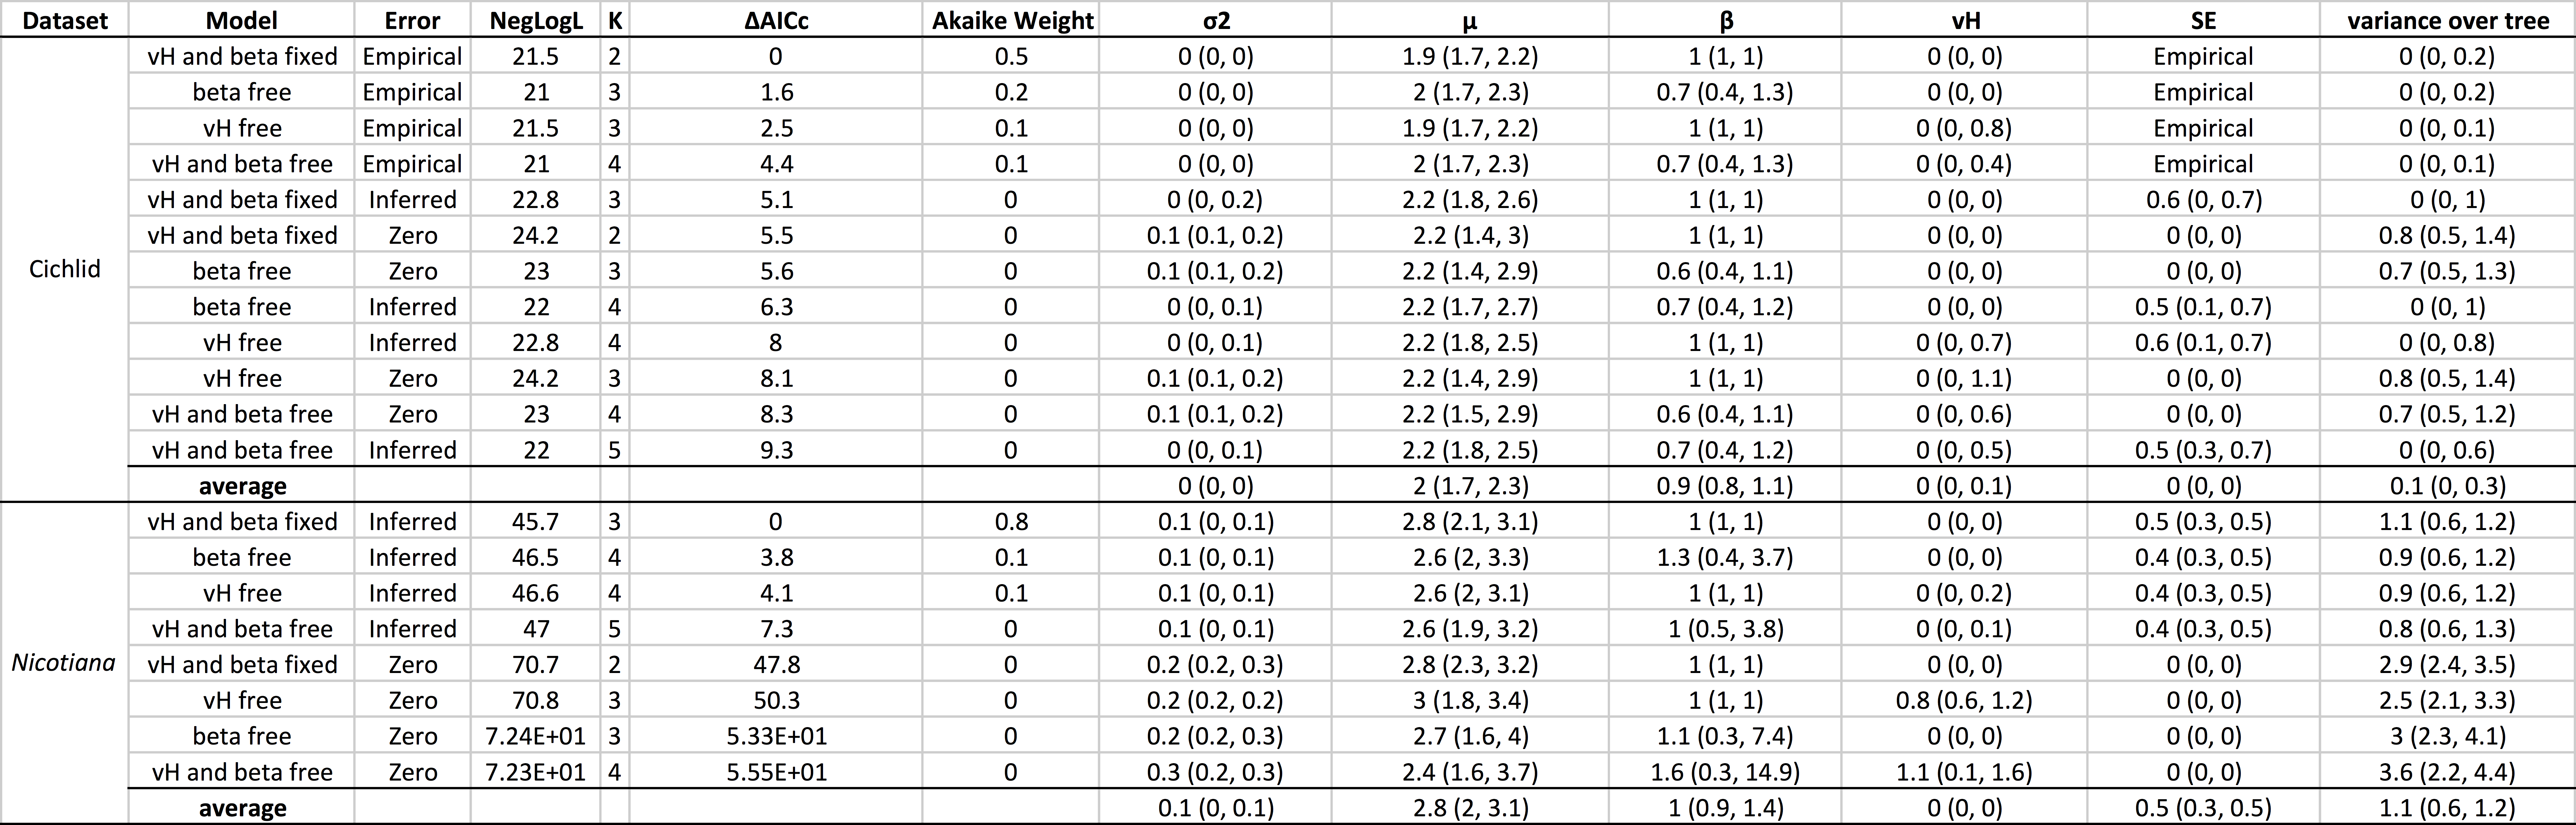 Dataset Model Error NegLogL K ΔAICc Akaike Weight σ2 μ β vH SE variance over tree
vH and beta fixed Empirical 21.5 2 0 0.5 0 (0, 0) 1.9 (1.7, 2.2) 1 (1, 1) 0 (0, 0) Empirical 0 (0, 0.2)
beta free Empirical 21 3 1.6 0.2 0 (0, 0) 2 (1.7, 2.3) 0.7 (0.4, 1.3) 0 (0, 0) Empirical 0 (0, 0.2)
vH free Empirical 21.5 3 2.5 0.1 0 (0, 0) 1.9 (1.7, 2.2) 1 (1, 1) 0 (0, 0.8) Empirical 0 (0, 0.1)
vH and beta free Empirical 21 4 4.4 0.1 0 (0, 0) 2 (1.7, 2.3) 0.7 (0.4, 1.3) 0 (0, 0.4) Empirical 0 (0, 0.1)
vH and beta fixed Inferred 22.8 3 5.1 0 0 (0, 0.2) 2.2 (1.8, 2.6) 1 (1, 1) 0 (0, 0) 0.6 (0, 0.7) 0 (0, 1)
vH and beta fixed Zero 24.2 2 5.5 0 0.1 (0.1, 0.2) 2.2 (1.4, 3) 1 (1, 1) 0 (0, 0) 0 (0, 0) 0.8 (0.5, 1.4)
Cichlid beta free Zero 23 3 5.6 0 0.1 (0.1, 0.2) 2.2 (1.4, 2.9) 0.6 (0.4, 1.1) 0 (0, 0) 0 (0, 0) 0.7 (0.5, 1.3)
beta free Inferred 22 4 6.3 0 0 (0, 0.1) 2.2 (1.7, 2.7) 0.7 (0.4, 1.2) 0 (0, 0) 0.5 (0.1, 0.7) 0 (0, 1)
vH free Inferred 22.8 4 8 0 0 (0, 0.1) 2.2 (1.8, 2.5) 1 (1, 1) 0 (0, 0.7) 0.6 (0.1, 0.7) 0 (0, 0.8)
vH free Zero 24.2 3 8.1 0 0.1 (0.1, 0.2) 2.2 (1.4, 2.9) 1 (1, 1) 0 (0, 1.1) 0 (0, 0) 0.8 (0.5, 1.4)
vH and beta free Zero 23 4 8.3 0 0.1 (0.1, 0.2) 2.2 (1.5, 2.9) 0.6 (0.4, 1.1) 0 (0, 0.6) 0 (0, 0) 0.7 (0.5, 1.2)
vH and beta free Inferred 22 5 9.3 0 0 (0, 0.1) 2.2 (1.8, 2.5) 0.7 (0.4, 1.2) 0 (0, 0.5) 0.5 (0.3, 0.7) 0 (0, 0.6)
average 0 (0, 0) 2 (1.7, 2.3) 0.9 (0.8, 1.1) 0 (0, 0.1) 0 (0, 0) 0.1 (0, 0.3)
vH and beta fixed Inferred 45.7 3 0 0.8 0.1 (0, 0.1) 2.8 (2.1, 3.1) 1 (1, 1) 0 (0, 0) 0.5 (0.3, 0.5) 1.1 (0.6, 1.2)
beta free Inferred 46.5 4 3.8 0.1 0.1 (0, 0.1) 2.6 (2, 3.3) 1.3 (0.4, 3.7) 0 (0, 0) 0.4 (0.3, 0.5) 0.9 (0.6, 1.2)
vH free Inferred 46.6 4 4.1 0.1 0.1 (0, 0.1) 2.6 (2, 3.1) 1 (1, 1) 0 (0, 0.2) 0.4 (0.3, 0.5) 0.9 (0.6, 1.2)
vH and beta free Inferred 47 5 7.3 0 0.1 (0, 0.1) 2.6 (1.9, 3.2) 1 (0.5, 3.8) 0 (0, 0.1) 0.4 (0.3, 0.5) 0.8 (0.6, 1.3)
Nicotiana vH and beta fixed Zero 70.7 2 47.8 0 0.2 (0.2, 0.3) 2.8 (2.3, 3.2) 1 (1, 1) 0 (0, 0) 0 (0, 0) 2.9 (2.4, 3.5)
vH free Zero 70.8 3 50.3 0 0.2 (0.2, 0.2) 3 (1.8, 3.4) 1 (1, 1) 0.8 (0.6, 1.2) 0 (0, 0) 2.5 (2.1, 3.3)
beta free Zero 7.24E+01 3 5.33E+01 0 0.2 (0.2, 0.3) 2.7 (1.6, 4) 1.1 (0.3, 7.4) 0 (0, 0) 0 (0, 0) 3 (2.3, 4.1)
vH and beta free Zero 7.23E+01 4 5.55E+01 0 0.3 (0.2, 0.3) 2.4 (1.6, 3.7) 1.6 (0.3, 14.9) 1.1 (0.1, 1.6) 0 (0, 0) 3.6 (2.2, 4.4)
average 0.1 (0, 0.1) 2.8 (2, 3.1) 1 (0.9, 1.4) 0 (0, 0) 0.5 (0.3, 0.5) 1.1 (0.6, 1.2)